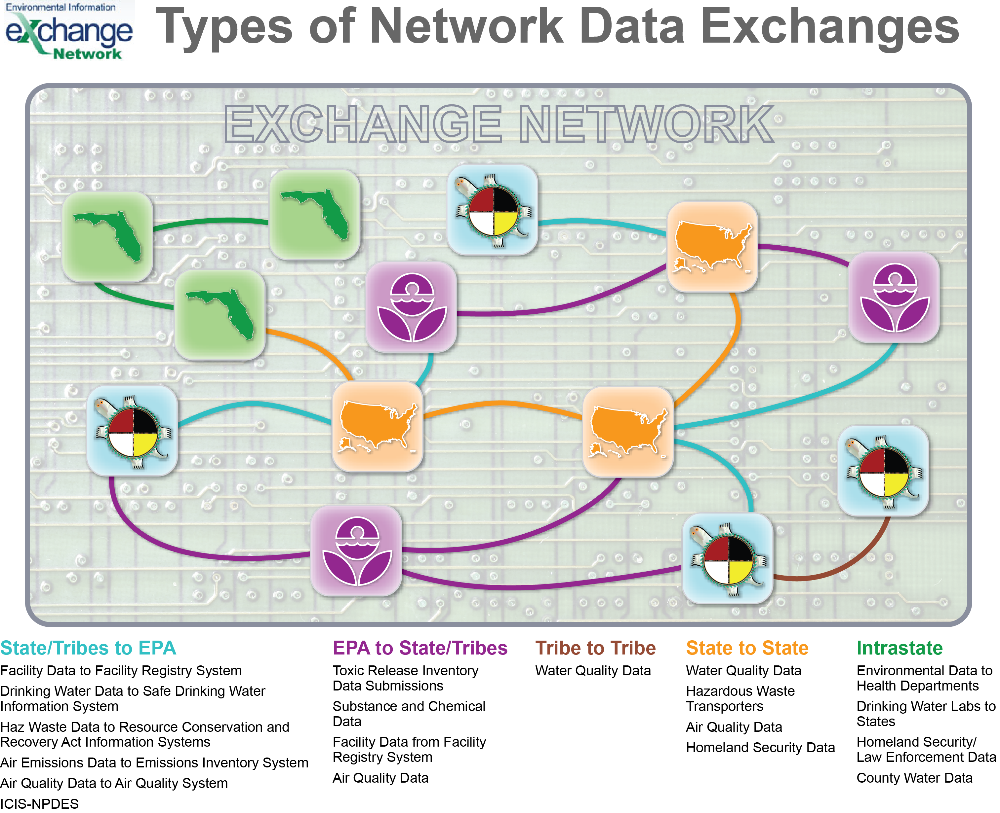 Environmental Information
eXchange
Network
Types of Network Data Exchanges
EXCHANGE NETWORK
State/Tribes to EPA
Facility Data to Facility Registry System
Drinking Water Data to Safe Drinking Water
Information System
Haz Waste Data to Resource Conservation and
Recovery Act Information Systems
Air Emissions Data to Emissions Inventory System
Air Quality Data to Air Quality System
ICIS-NPDES
EPA to State/Tribes
Toxic Release Inventory
Data Submissions
Substance and Chemical
Data
Facility Data from Facility
Registry System
Air Quality Data
Tribe to Tribe
Water Quality Data
State to State
Water Quality Data
Hazardous Waste
Transporters
Air Quality Data
Homeland Security Data
Intrastate
Environmental Data to
Health Departments
Drinking Water Labs to
States
Homeland Security/
Law Enforcement Data
County Water Data